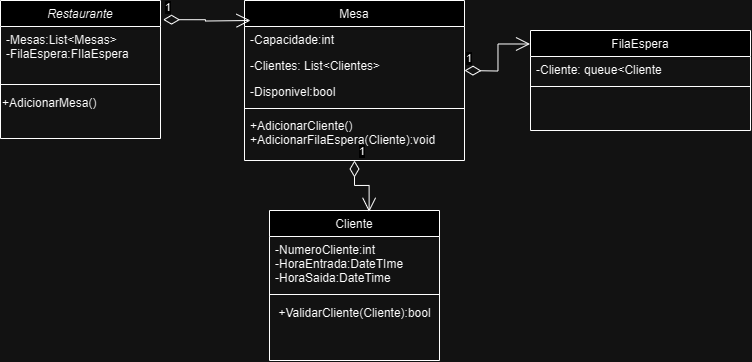 Restaurante
-Mesas:List<Mesas>
-FilaEspera:FIlaEspera
+AdicionarMesa()
1
Mesa
-Capacidade:int
-Clientes: List<Clientes>
-Disponivel:bool
+AdicionarCliente()
+AdicionarFilaEspera(Cliente):void
1
1
FilaEspera
-Cliente: queue<Cliente
Cliente
-NumeroCliente:int
-HoraEntrada:DateTIme
-HoraSaida:DateTime
+ValidarCliente(Cliente):bool